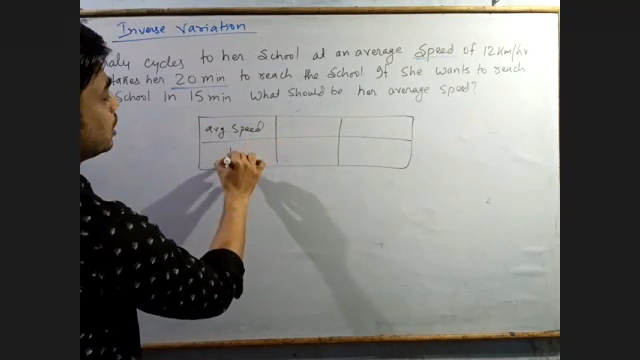 Inverse Variation
naly cycles to her School at an average Speed of 12 Km/hr
takes her 20 min to reach the School If She wants to reach
School in 15 min What Should be her average Speed?
avg Speed